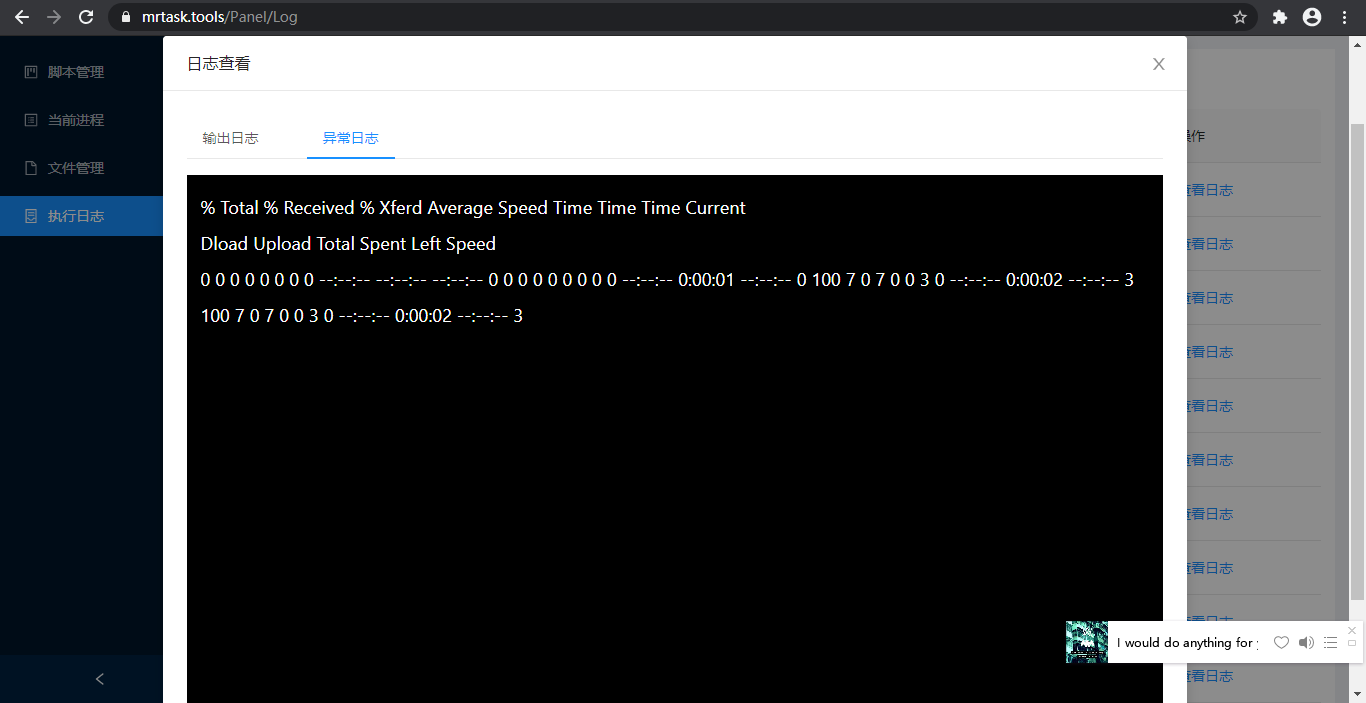 mrtask.tools/Panel/Log
脚本管理
当前进程
文件管理
执行日志
日志查看
输出日志
异常日志
% Total % Received % Xferd Average Speed Time Time Time Current
Dload Upload Total Spent Left Speed
0 0 0 0 0 0 0 0 --:--:-- --:--:-- --:--:-- 0 0 0 0 0 0 0 0 0 --:--:-- 0:00:01 --:--:-- 0 100 7 0 7 0 0 3 0 --:--:-- 0:00:02 --:--:-- 3
100 7 0 7 0 0 3 0 --:--:-- 0:00:02 --:--:-- 3
操作
查看日志
查看日志
查看日志
查看日志
查看日志
查看日志
查看日志
查看日志
I would do anything for
查看日志